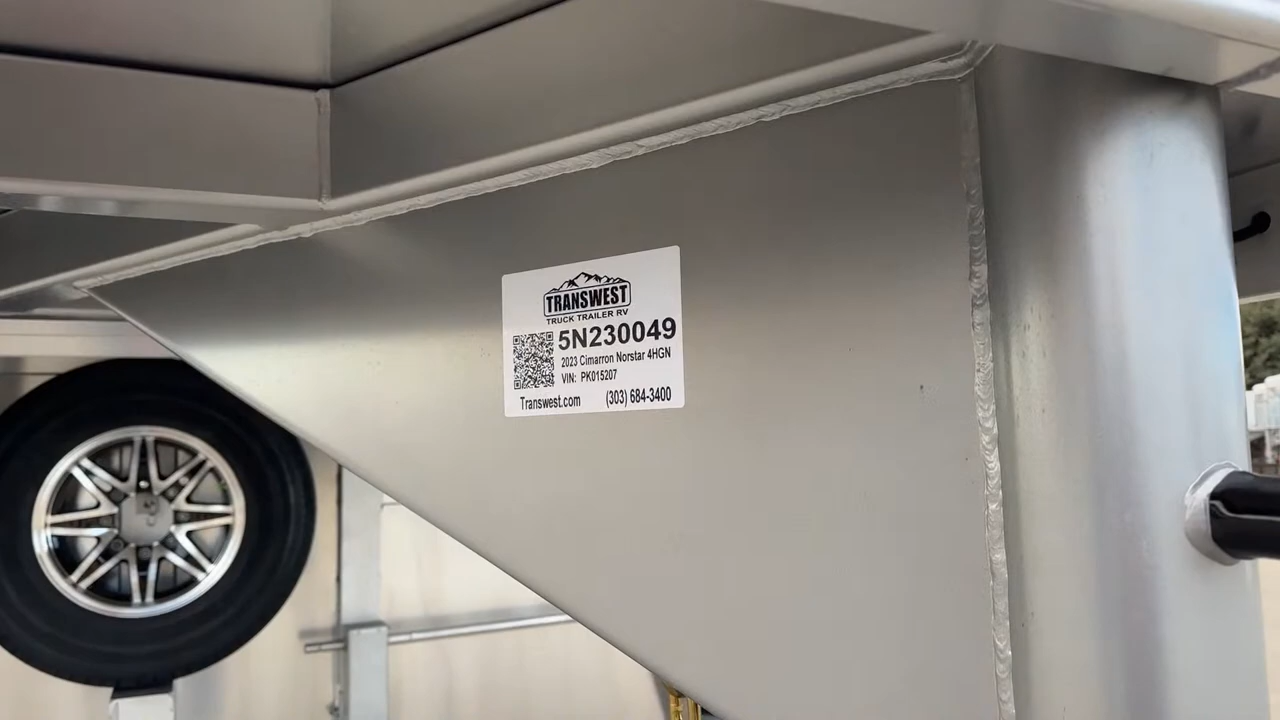 TRANSWEST
TRUCK TRAILER RV
5N230049
2023 Cimarron Norstar 4HGN
VIN: PK015207
Transwest.com (303) 684-3400